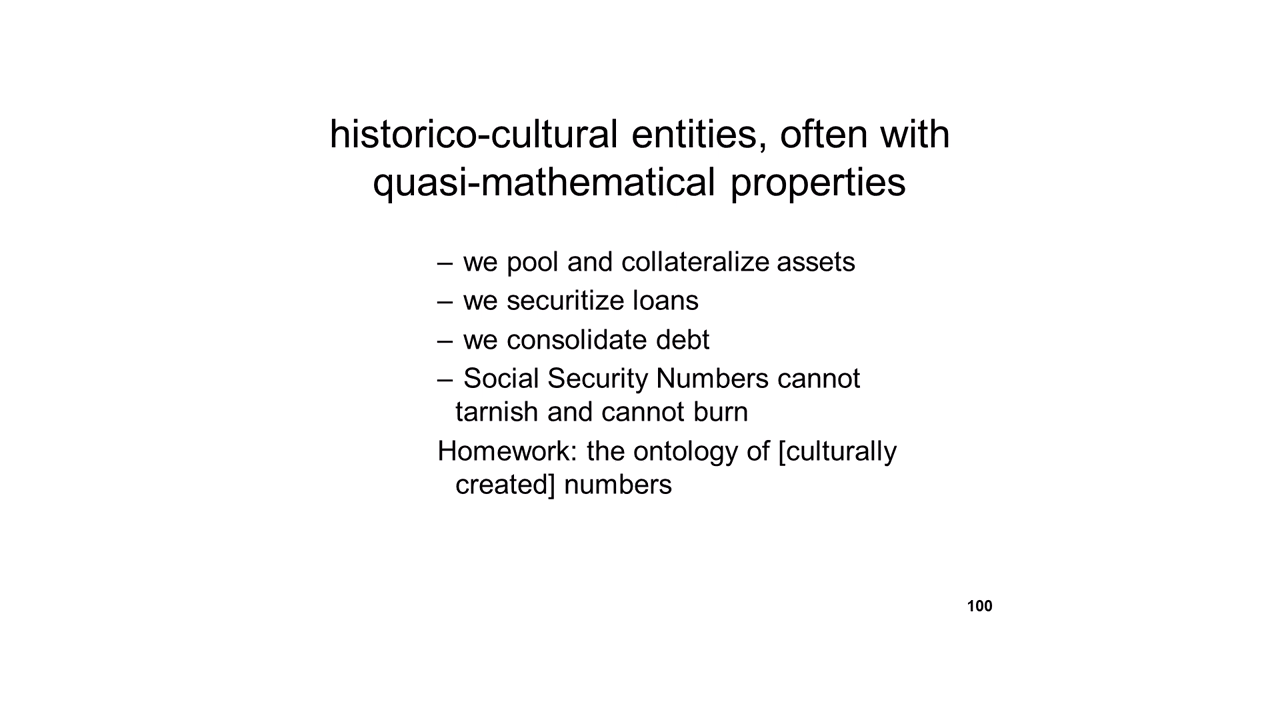 historico-cultural entities, often with
quasi-mathematical properties
– we pool and collateralize assets
– we securitize loans
– we consolidate debt
– Social Security Numbers cannot
tarnish and cannot burn
Homework: the ontology of [culturally
created] numbers
100